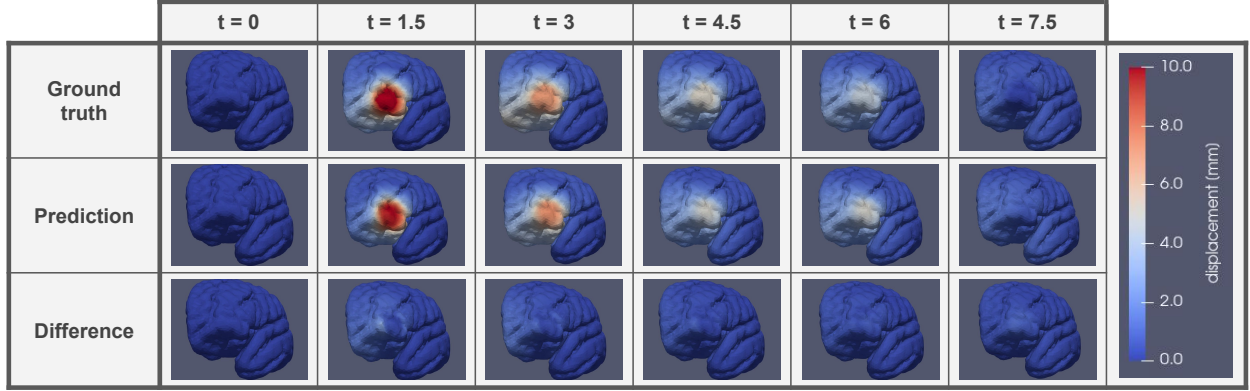 t = 0 t = 1.5 t = 3 t = 4.5 t = 6 t = 7.5
Ground
truth
Prediction
Difference
10.0
8.0
6.0
4.0
2.0
0.0
displacement (mm)